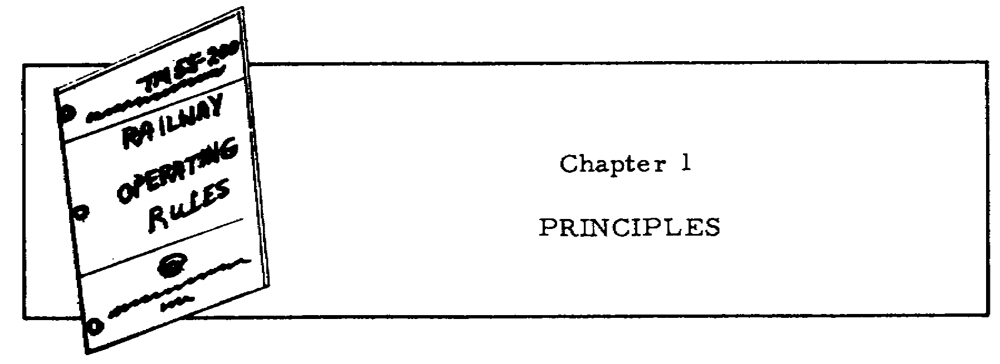 TM 55-200
RAILWAY
OPERATING
RULES
Chapter 1
PRINCIPLES